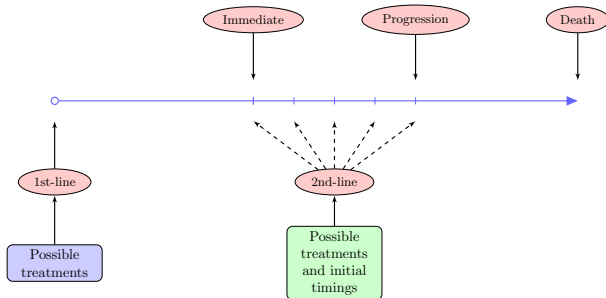 Immediate
Progression
Death
1st-line
2nd-line
Possible
treatments
Possible
treatments
and initial
timings